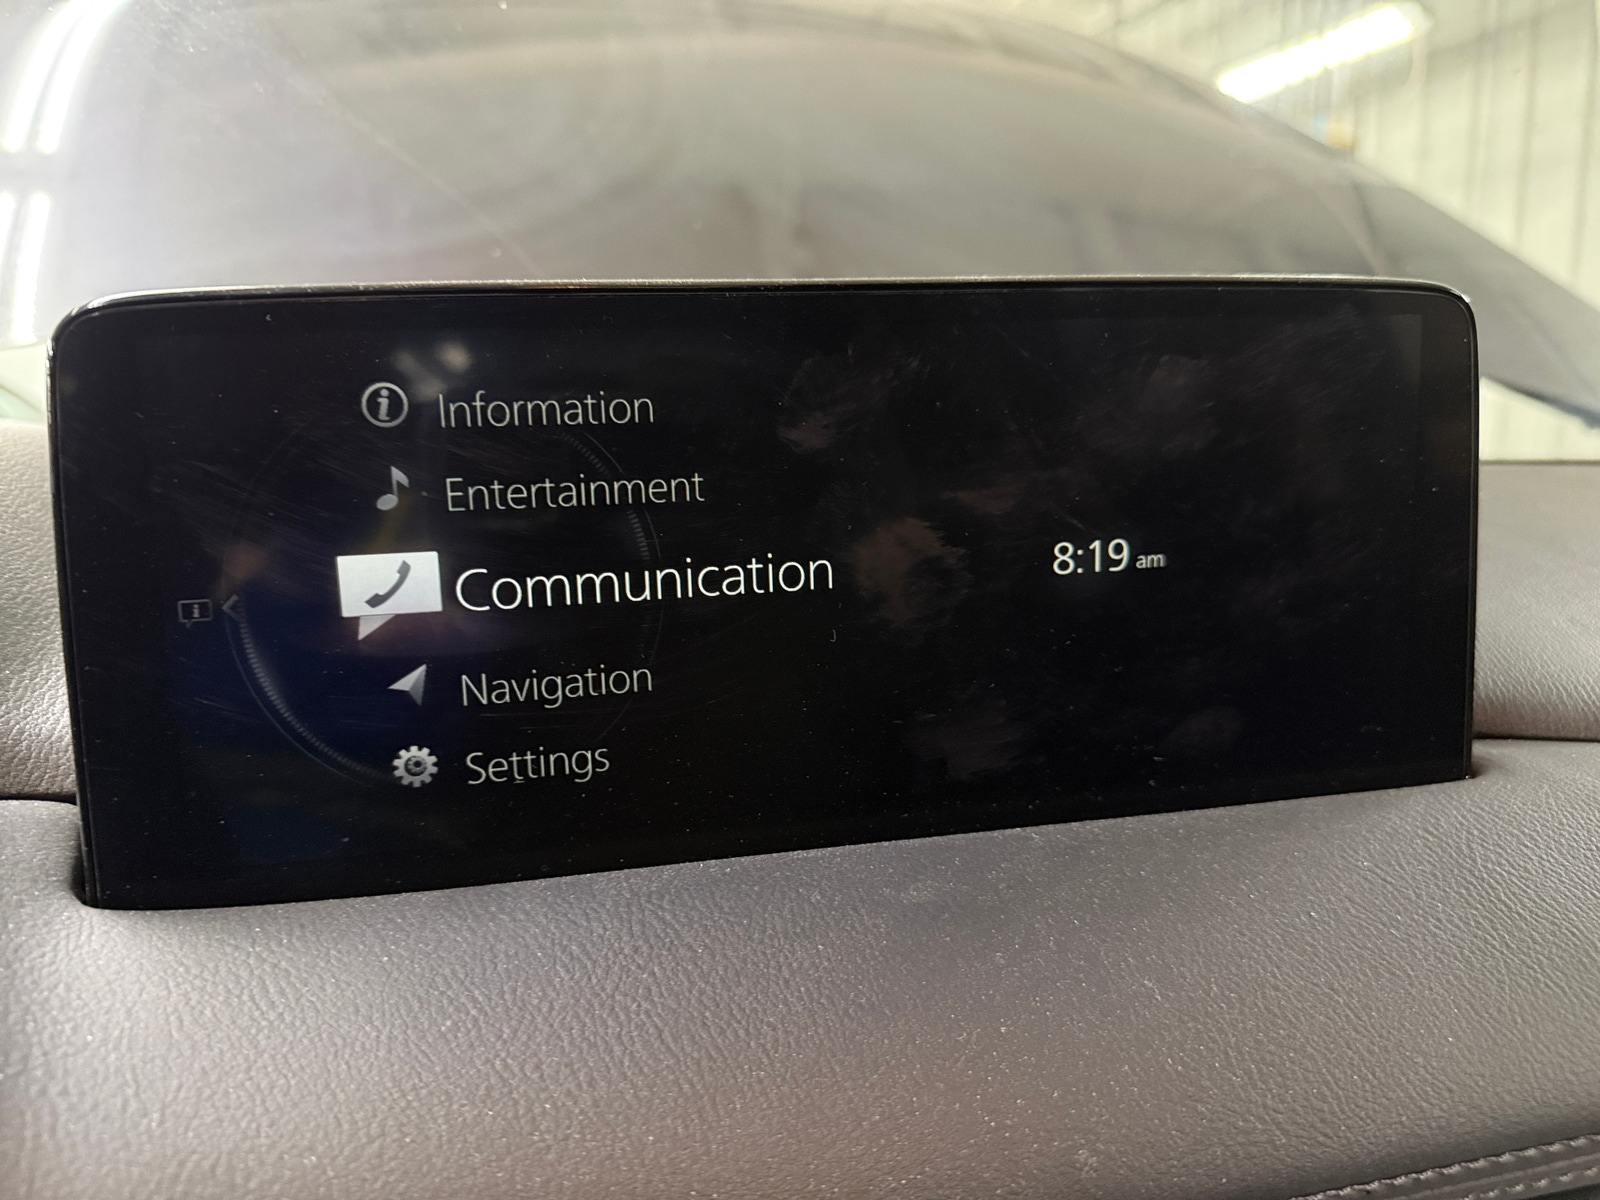 Information
Entertainment
Communication
8:19 am
Navigation
Settings